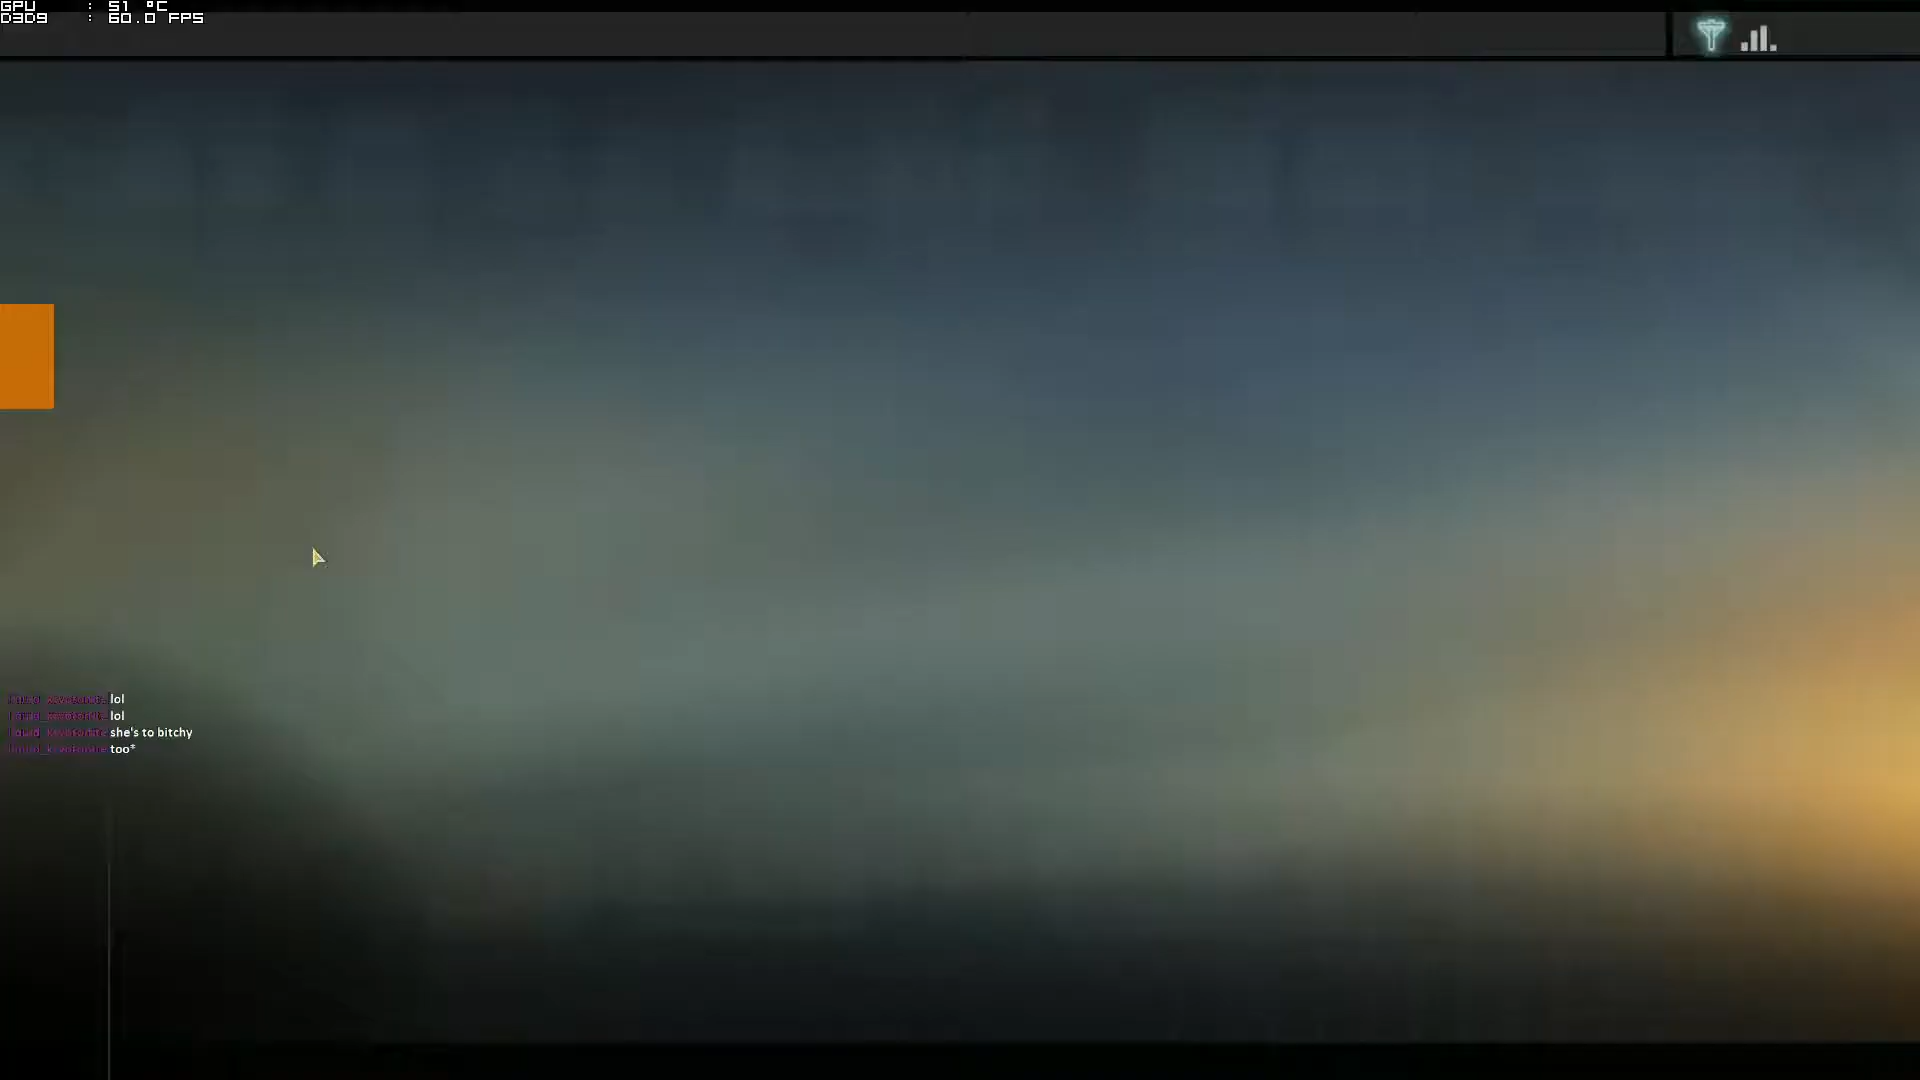 GPU : 51 °C
D3D9 : 60.0 FPS
lol
lol
she's to bitchy
too*